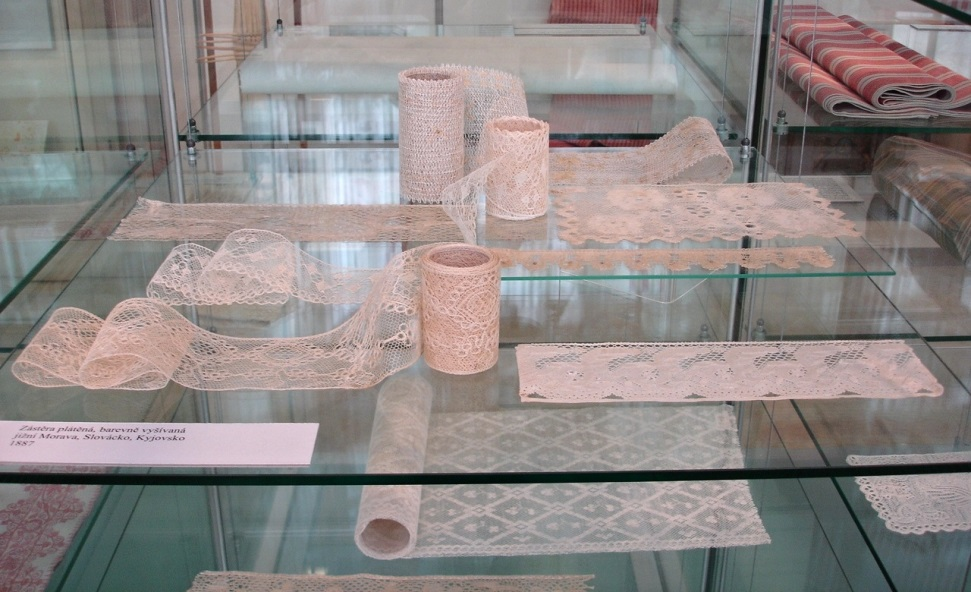 Zástěra plátěná, barevně vyšívaná
jižní Morava, Slovácko, Kyjovsko
1887